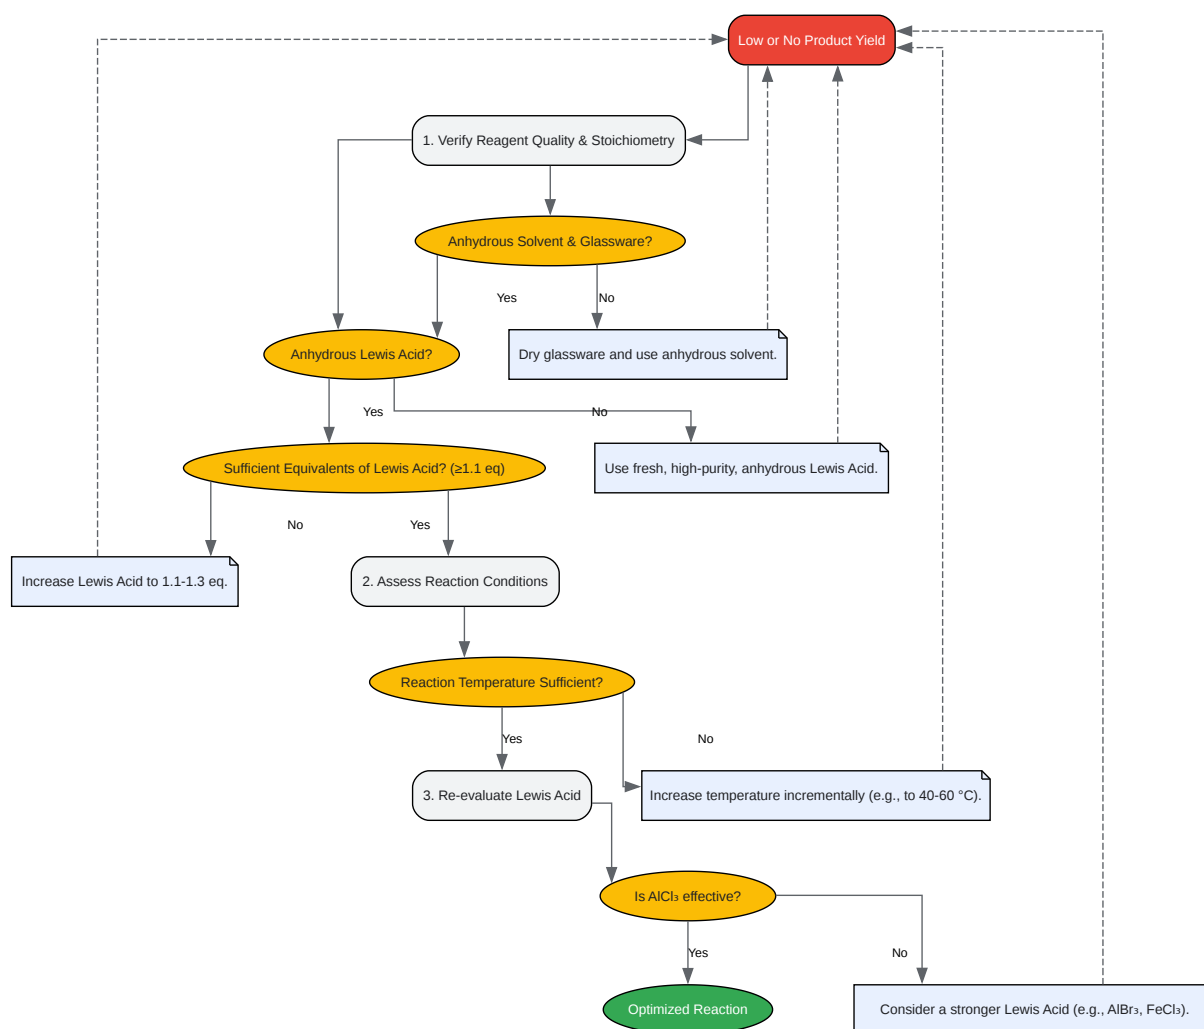 Low or No Product Yield
1. Verify Reagent Quality & Stoichiometry
Anhydrous Solvent & Glassware?
Yes
No
Anhydrous Lewis Acid?
Dry glassware and use anhydrous solvent.
Yes
No
Sufficient Equivalents of Lewis Acid? (≥1.1 eq)
Use fresh, high-purity, anhydrous Lewis Acid.
No
Yes
Increase Lewis Acid to 1.1-1.3 eq.
2. Assess Reaction Conditions
Reaction Temperature Sufficient?
Yes
No
3. Re-evaluate Lewis Acid
Increase temperature incrementally (e.g., to 40-60 °C).
Is AlCl₃ effective?
Yes
No
Optimized Reaction
Consider a stronger Lewis Acid (e.g., AlBr₃, FeCl₃).